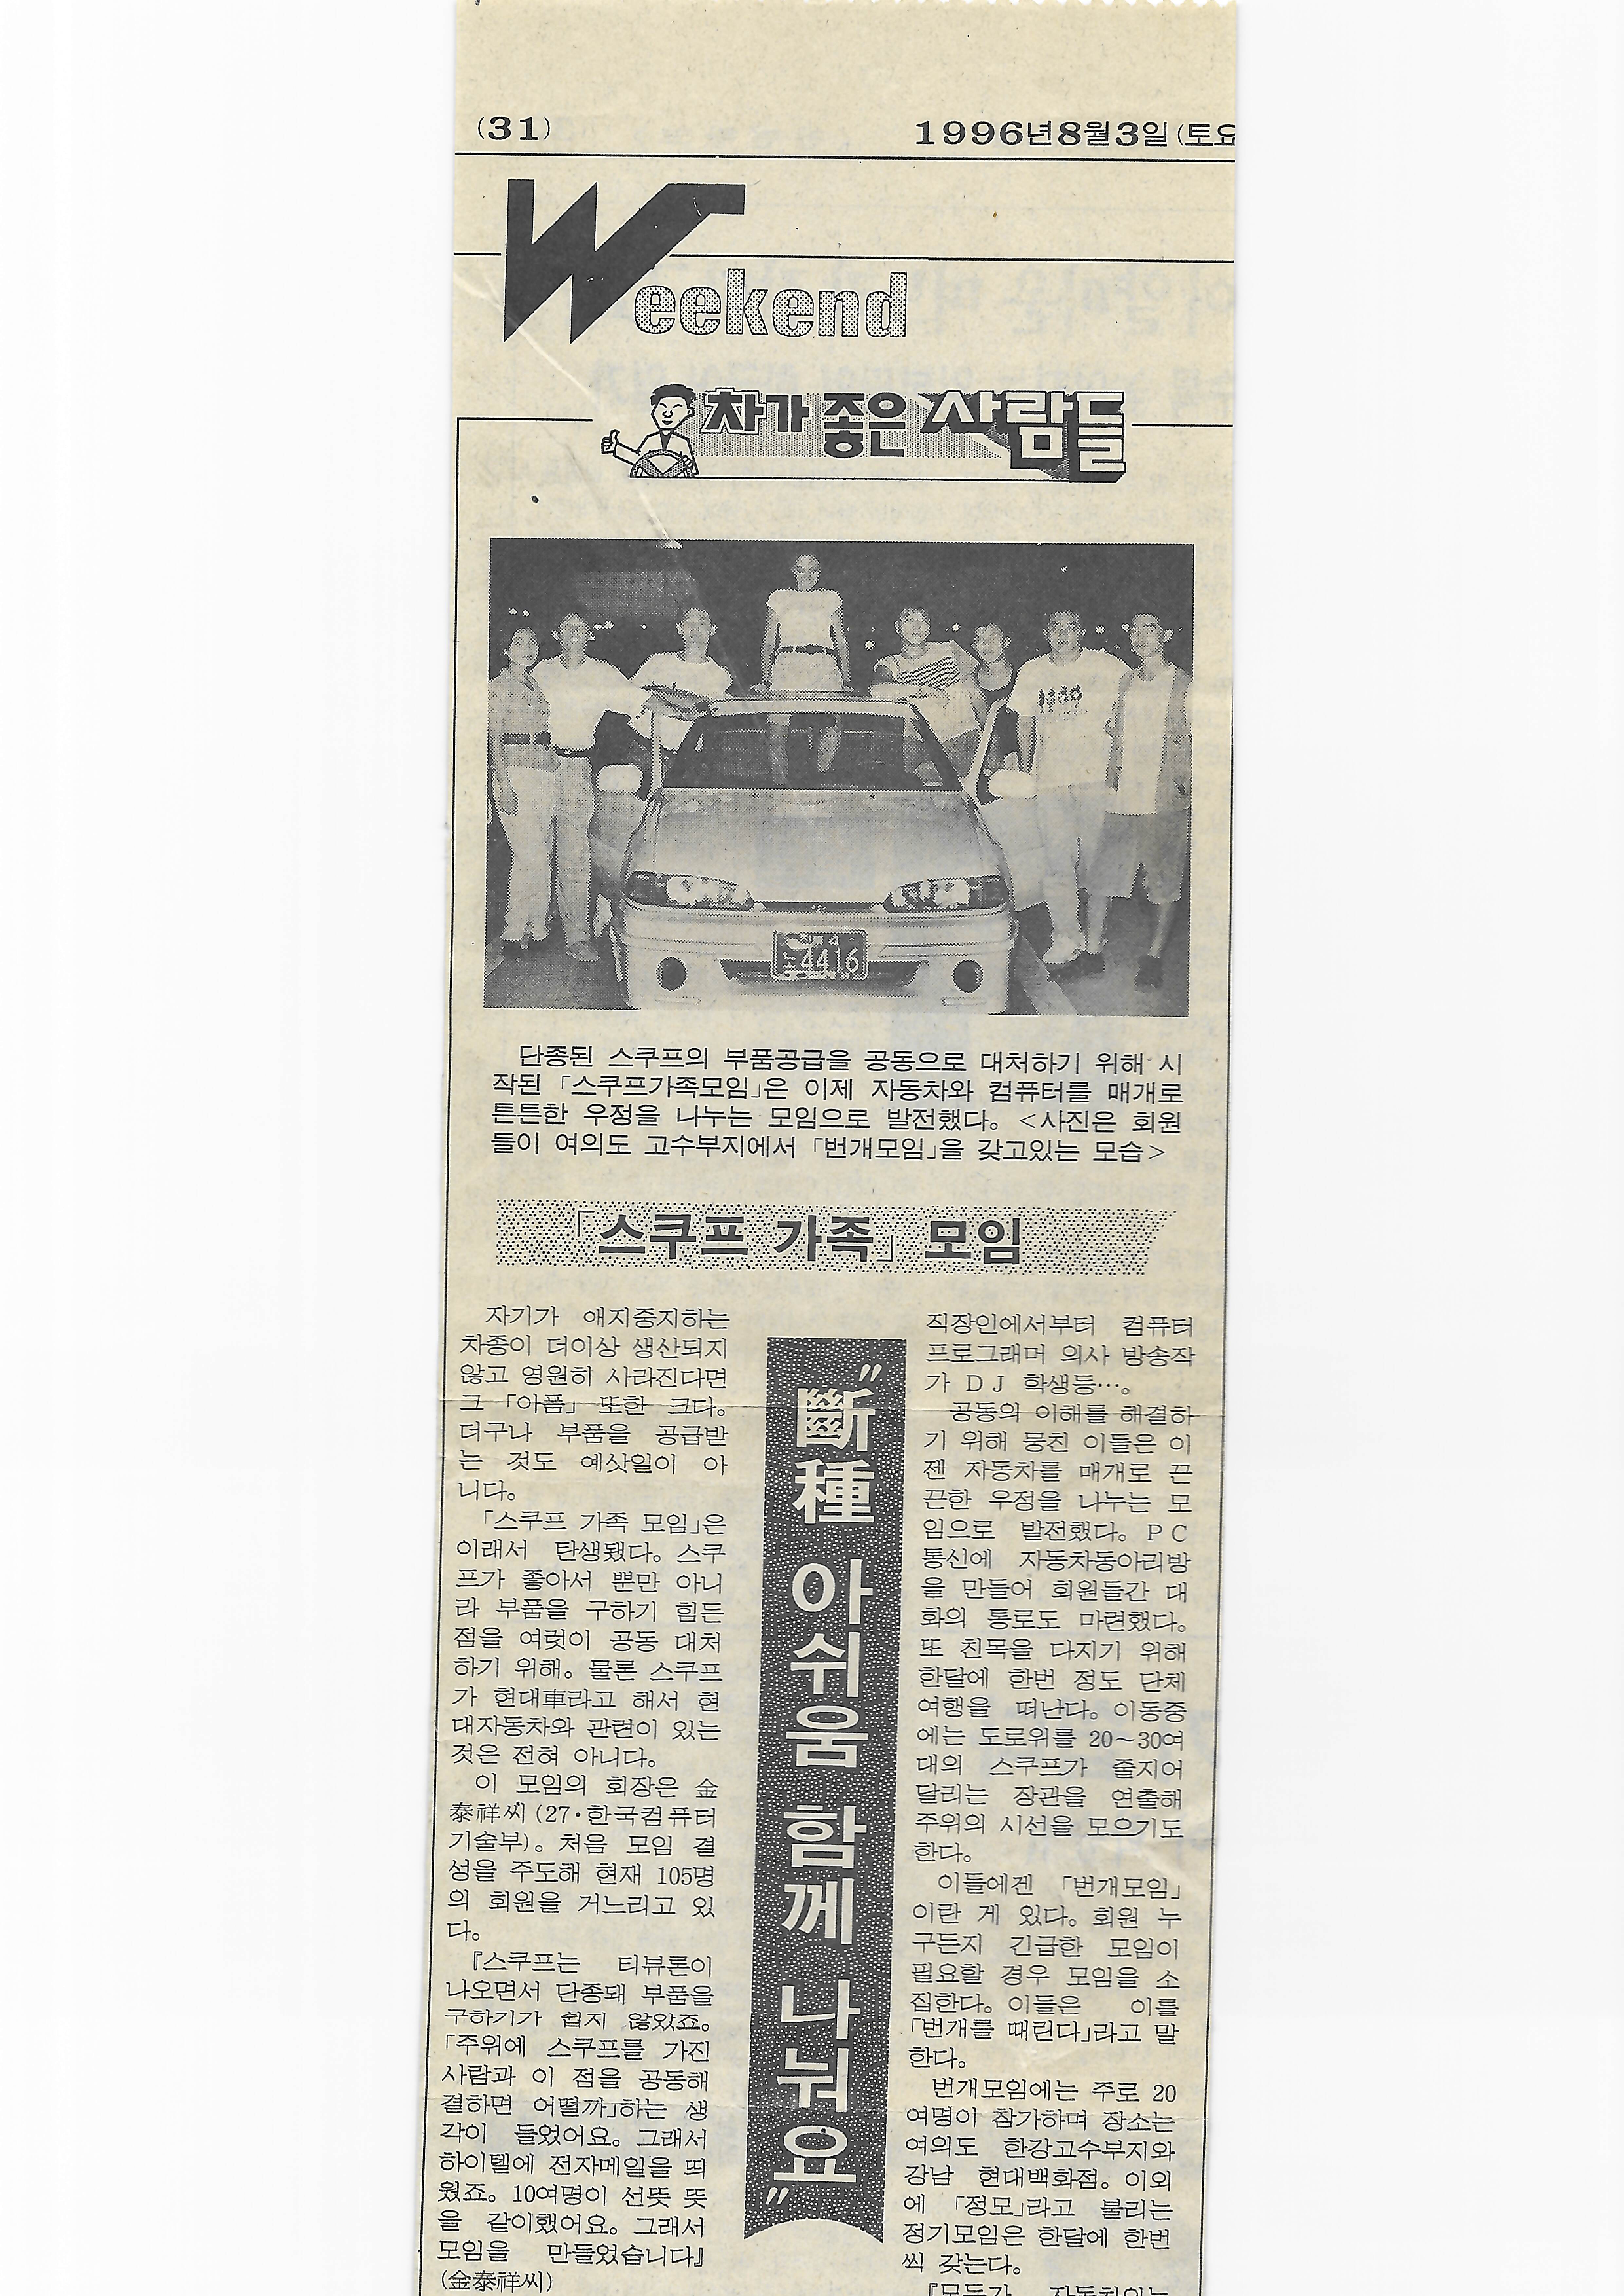 (31)
1996년8월3일(토요
Weekend
차가 좋은 사람들
4416
단종된 스쿠프의 부품공급을 공동으로 대처하기 위해 시
작된 「스쿠프가족모임」은 이제 자동차와 컴퓨터를 매개로
튼튼한 우정을 나누는 모임으로 발전했다. <사진은 회원
들이 여의도 고수부지에서 「번개모임」을 갖고있는 모습>
「스쿠프 가족」 모임
자기가 애지중지하는
차종이 더이상 생산되지
않고 영원히 사라진다면
그 「아픔」 또한 크다.
더구나 부품을 공급받
는 것도 예삿일이 아
니다.
「스쿠프 가족 모임」은
이래서 탄생됐다. 스쿠
프가 좋아서 뿐만 아니
라 부품을 구하기 힘든
점을 여럿이 공동 대처
하기 위해. 물론 스쿠프
가 현대車라고 해서 현
대자동차와 관련이 있는
것은 전혀 아니다.
이 모임의 회장은 金
泰祥씨(27·한국컴퓨터
기술부). 처음 모임 결
성을 주도해 현재 105명
의 회원을 거느리고 있
다.
『스쿠프는 티뷰론이
나오면서 단종돼 부품을
구하기가 쉽지 않았죠.
「주위에 스쿠프를 가진
사람과 이 점을 공동해
결하면 어떨까」하는 생
각이 들었어요. 그래서
하이텔에 전자메일을 띄
웠죠. 10여명이 선뜻 뜻
을 같이했어요. 그래서
모임을 만들었습니다』
(金泰祥씨)
"斷種 아쉬움 함께 나눠요"
직장인에서부터 컴퓨터
프로그래머 의사 방송작
가 DJ 학생등….
공동의 이해를 해결하
기 위해 뭉친 이들은 이
젠 자동차를 매개로 끈
끈한 우정을 나누는 모
임으로 발전했다. PC
통신에 자동차동아리방
을 만들어 회원들간 대
화의 통로도 마련했다.
또 친목을 다지기 위해
한달에 한번 정도 단체
여행을 떠난다. 이동중
에는 도로위를 20~30여
대의 스쿠프가 줄지어
달리는 장관을 연출해
주위의 시선을 모으기도
한다.
이들에겐 「번개모임」
이란 게 있다. 회원 누
구든지 긴급한 모임이
필요할 경우 모임을 소
집한다. 이들은 이를
「번개를 때린다」라고 말
한다.
번개모임에는 주로 20
여명이 참가하며 장소는
여의도 한강고수부지와
강남 현대백화점. 이외
에 「정모」라고 불리는
정기모임은 한달에 한번
씩 갖는다.
『모두가 자동차와는